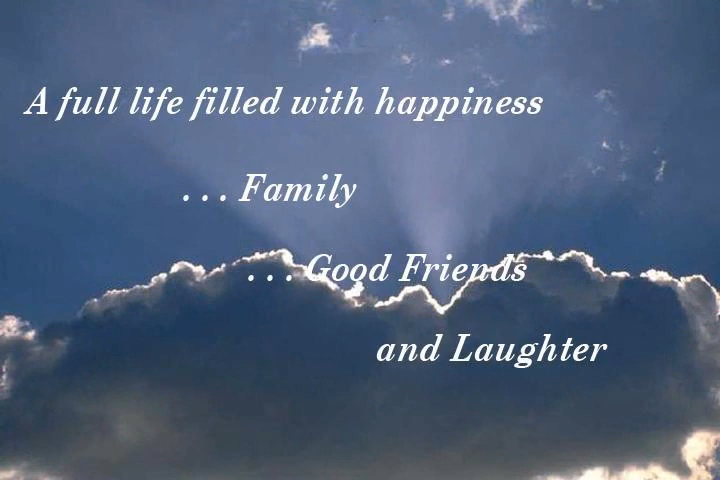 A full life filled with happiness
. . . Family
. . . Good Friends
and Laughter